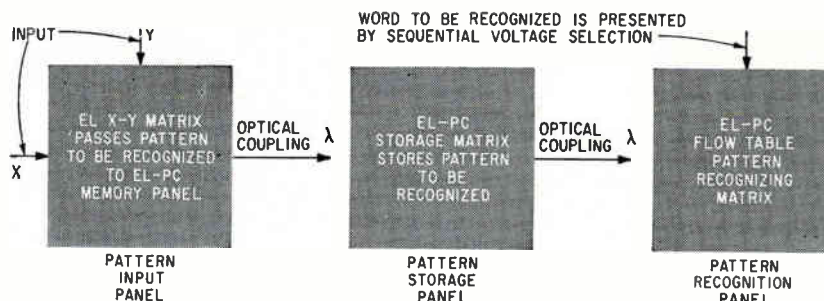 WORD TO BE RECOGNIZED IS PRESENTED
BY SEQUENTIAL VOLTAGE SELECTION
INPUT
Y
X
EL X-Y MATRIX
PASSES PATTERN
TO BE RECOGNIZED
TO EL-PC
MEMORY PANEL
OPTICAL
COUPLING
λ
EL-PC
STORAGE MATRIX
STORES PATTERN
TO BE
RECOGNIZED
OPTICAL
COUPLING
λ
EL-PC
FLOW TABLE
PATTERN
RECOGNIZING
MATRIX
PATTERN
INPUT
PANEL
PATTERN
STORAGE
PANEL
PATTERN
RECOGNITION
PANEL